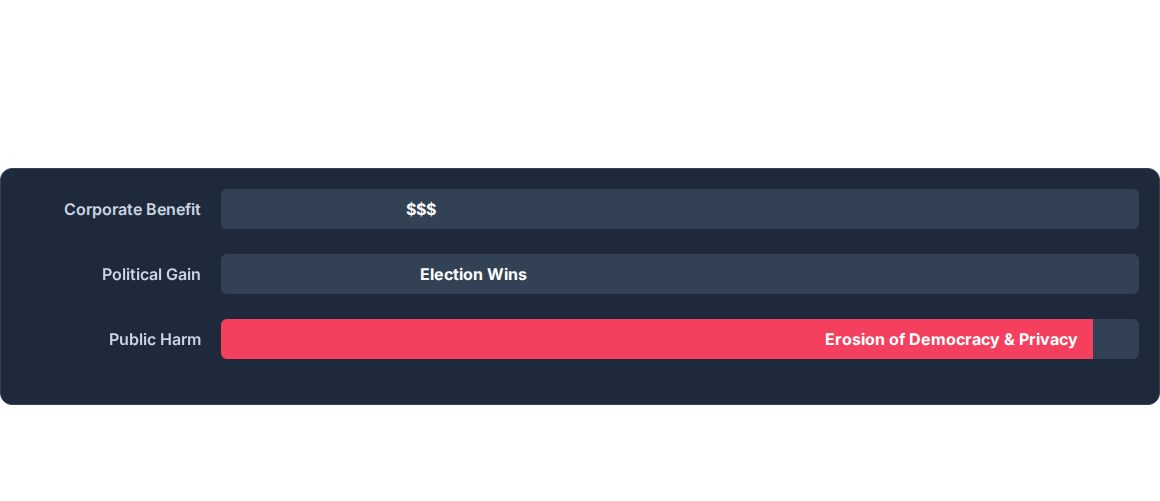 Corporate Benefit
$$$
Political Gain
Election Wins
Public Harm
Erosion of Democracy & Privacy